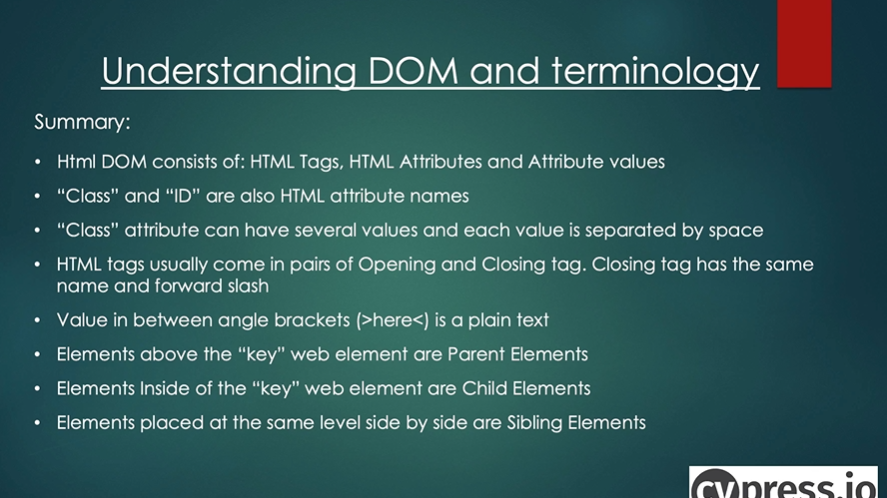 Understanding DOM and terminology
Summary:
• Html DOM consists of: HTML Tags, HTML Attributes and Attribute values
• “Class” and “ID” are also HTML attribute names
• “Class” attribute can have several values and each value is separated by space
• HTML tags usually come in pairs of Opening and Closing tag. Closing tag has the same
name and forward slash
• Value in between angle brackets (>here<) is a plain text
• Elements above the “key” web element are Parent Elements
• Elements Inside of the “key” web element are Child Elements
• Elements placed at the same level side by side are Sibling Elements
cypress.io